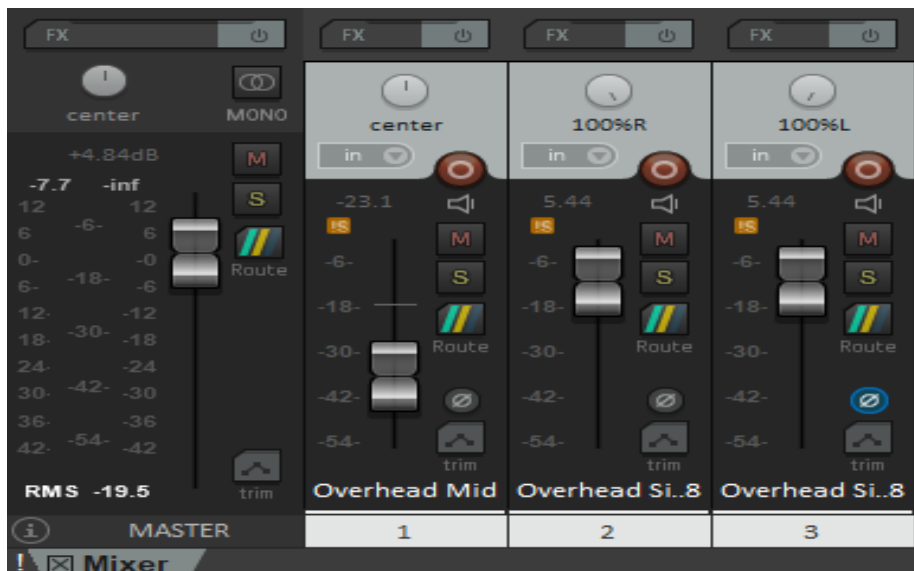 FX FX FX FX
center MONO center 100%R 100%L
in in in
+4.84dB M
-7.7 -inf S -23.1 5.44 5.44
12 12 !S !S !S
6 -6- 6 M M M
0- -0 Route -6- -6- -6-
6- -18- -6 S S S
12- -12 -18- -18- -18-
18- -30- -18 Route Route Route
24- -24 -30- -30- -30-
30- -42- -30 -42- -42- -42-
36- -36
42- -54- -42 -54- -54- -54-
trim trim trim
RMS -19.5 trim Overhead Mid Overhead Si..8 Overhead Si..8
i MASTER 1 2 3
! Mixer